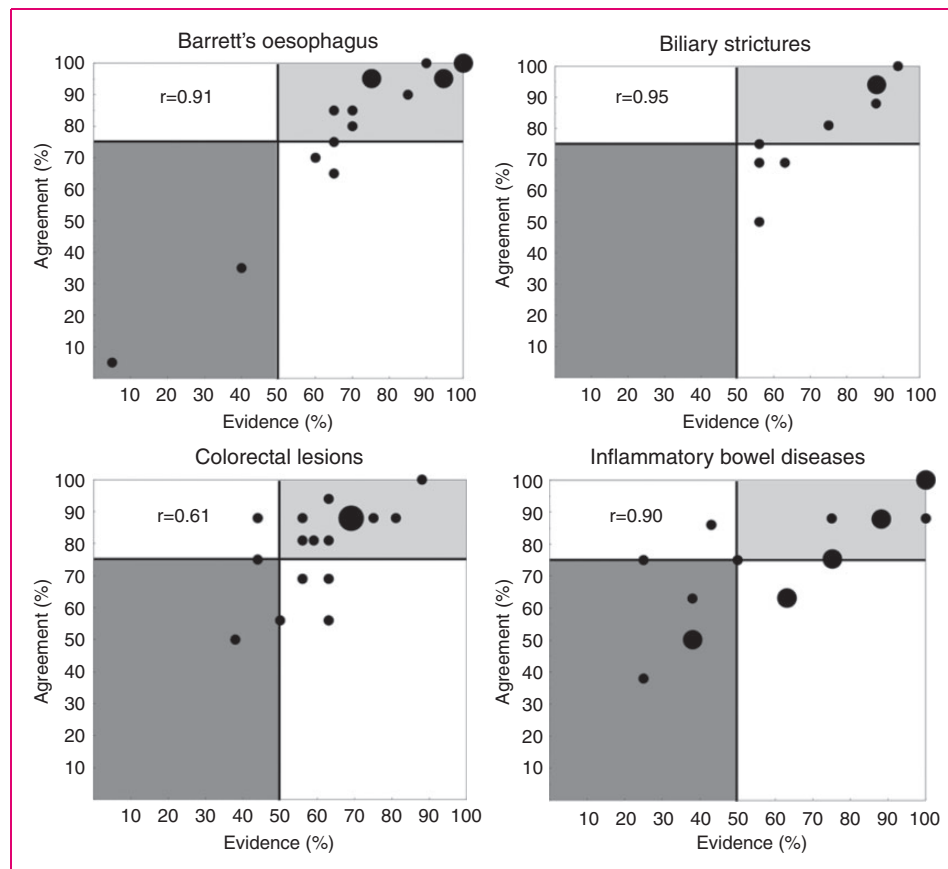 Barrett's oesophagus
100
90
80
70
60
50
40
30
20
10
Agreement (%)
r=0.91
10 20 30 40 50 60 70 80 90 100
Evidence (%)
Biliary strictures
100
90
80
70
60
50
40
30
20
10
Agreement (%)
r=0.95
10 20 30 40 50 60 70 80 90 100
Evidence (%)
Colorectal lesions
100
90
80
70
60
50
40
30
20
10
Agreement (%)
r=0.61
10 20 30 40 50 60 70 80 90 100
Evidence (%)
Inflammatory bowel diseases
100
90
80
70
60
50
40
30
20
10
Agreement (%)
r=0.90
10 20 30 40 50 60 70 80 90 100
Evidence (%)